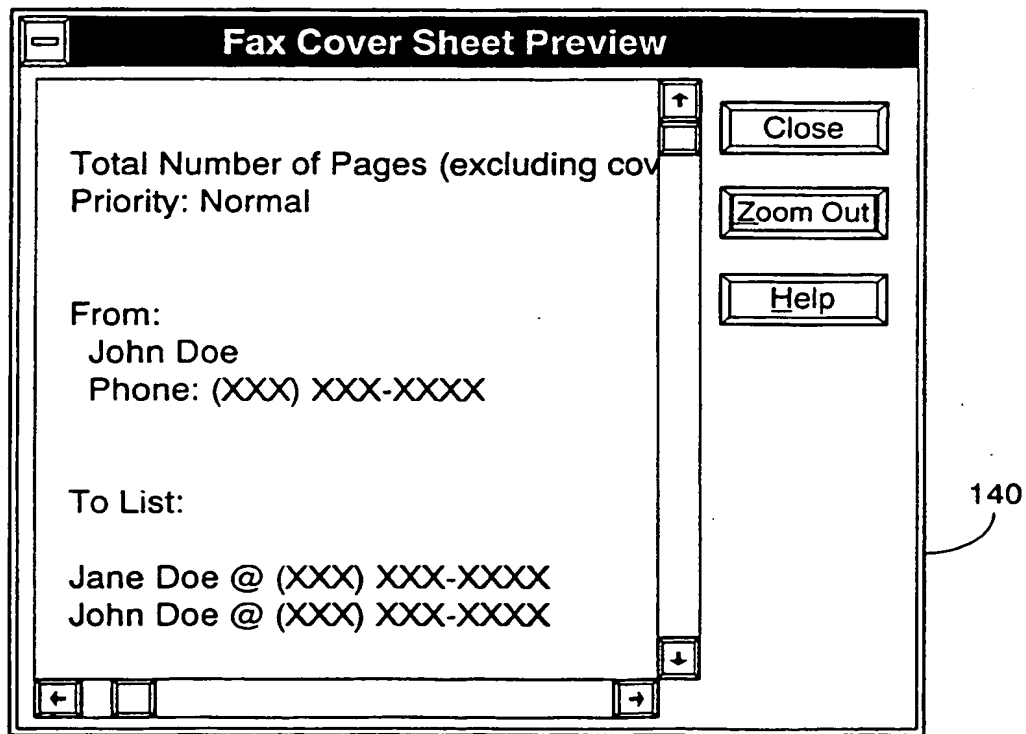 Fax Cover Sheet Preview
Total Number of Pages (excluding cov
Priority: Normal
From:
John Doe
Phone: (XXX) XXX-XXXX
To List:
Jane Doe @ (XXX) XXX-XXXX
John Doe @ (XXX) XXX-XXXX
Close
Zoom Out
Help
140